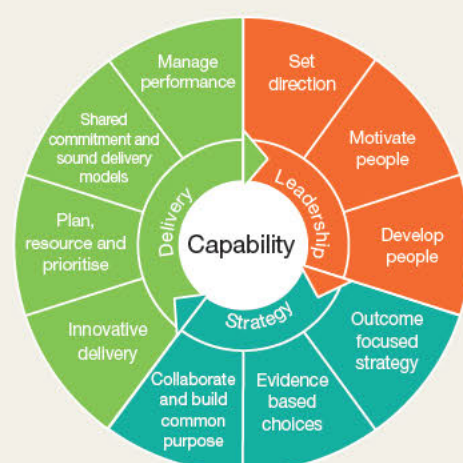 Capability
Leadership
Set
direction
Motivate
people
Develop
people
Strategy
Outcome
focused
strategy
Evidence
based
choices
Collaborate
and build
common
purpose
Delivery
Innovative
delivery
Plan,
resource and
prioritise
Shared
commitment and
sound delivery
models
Manage
performance